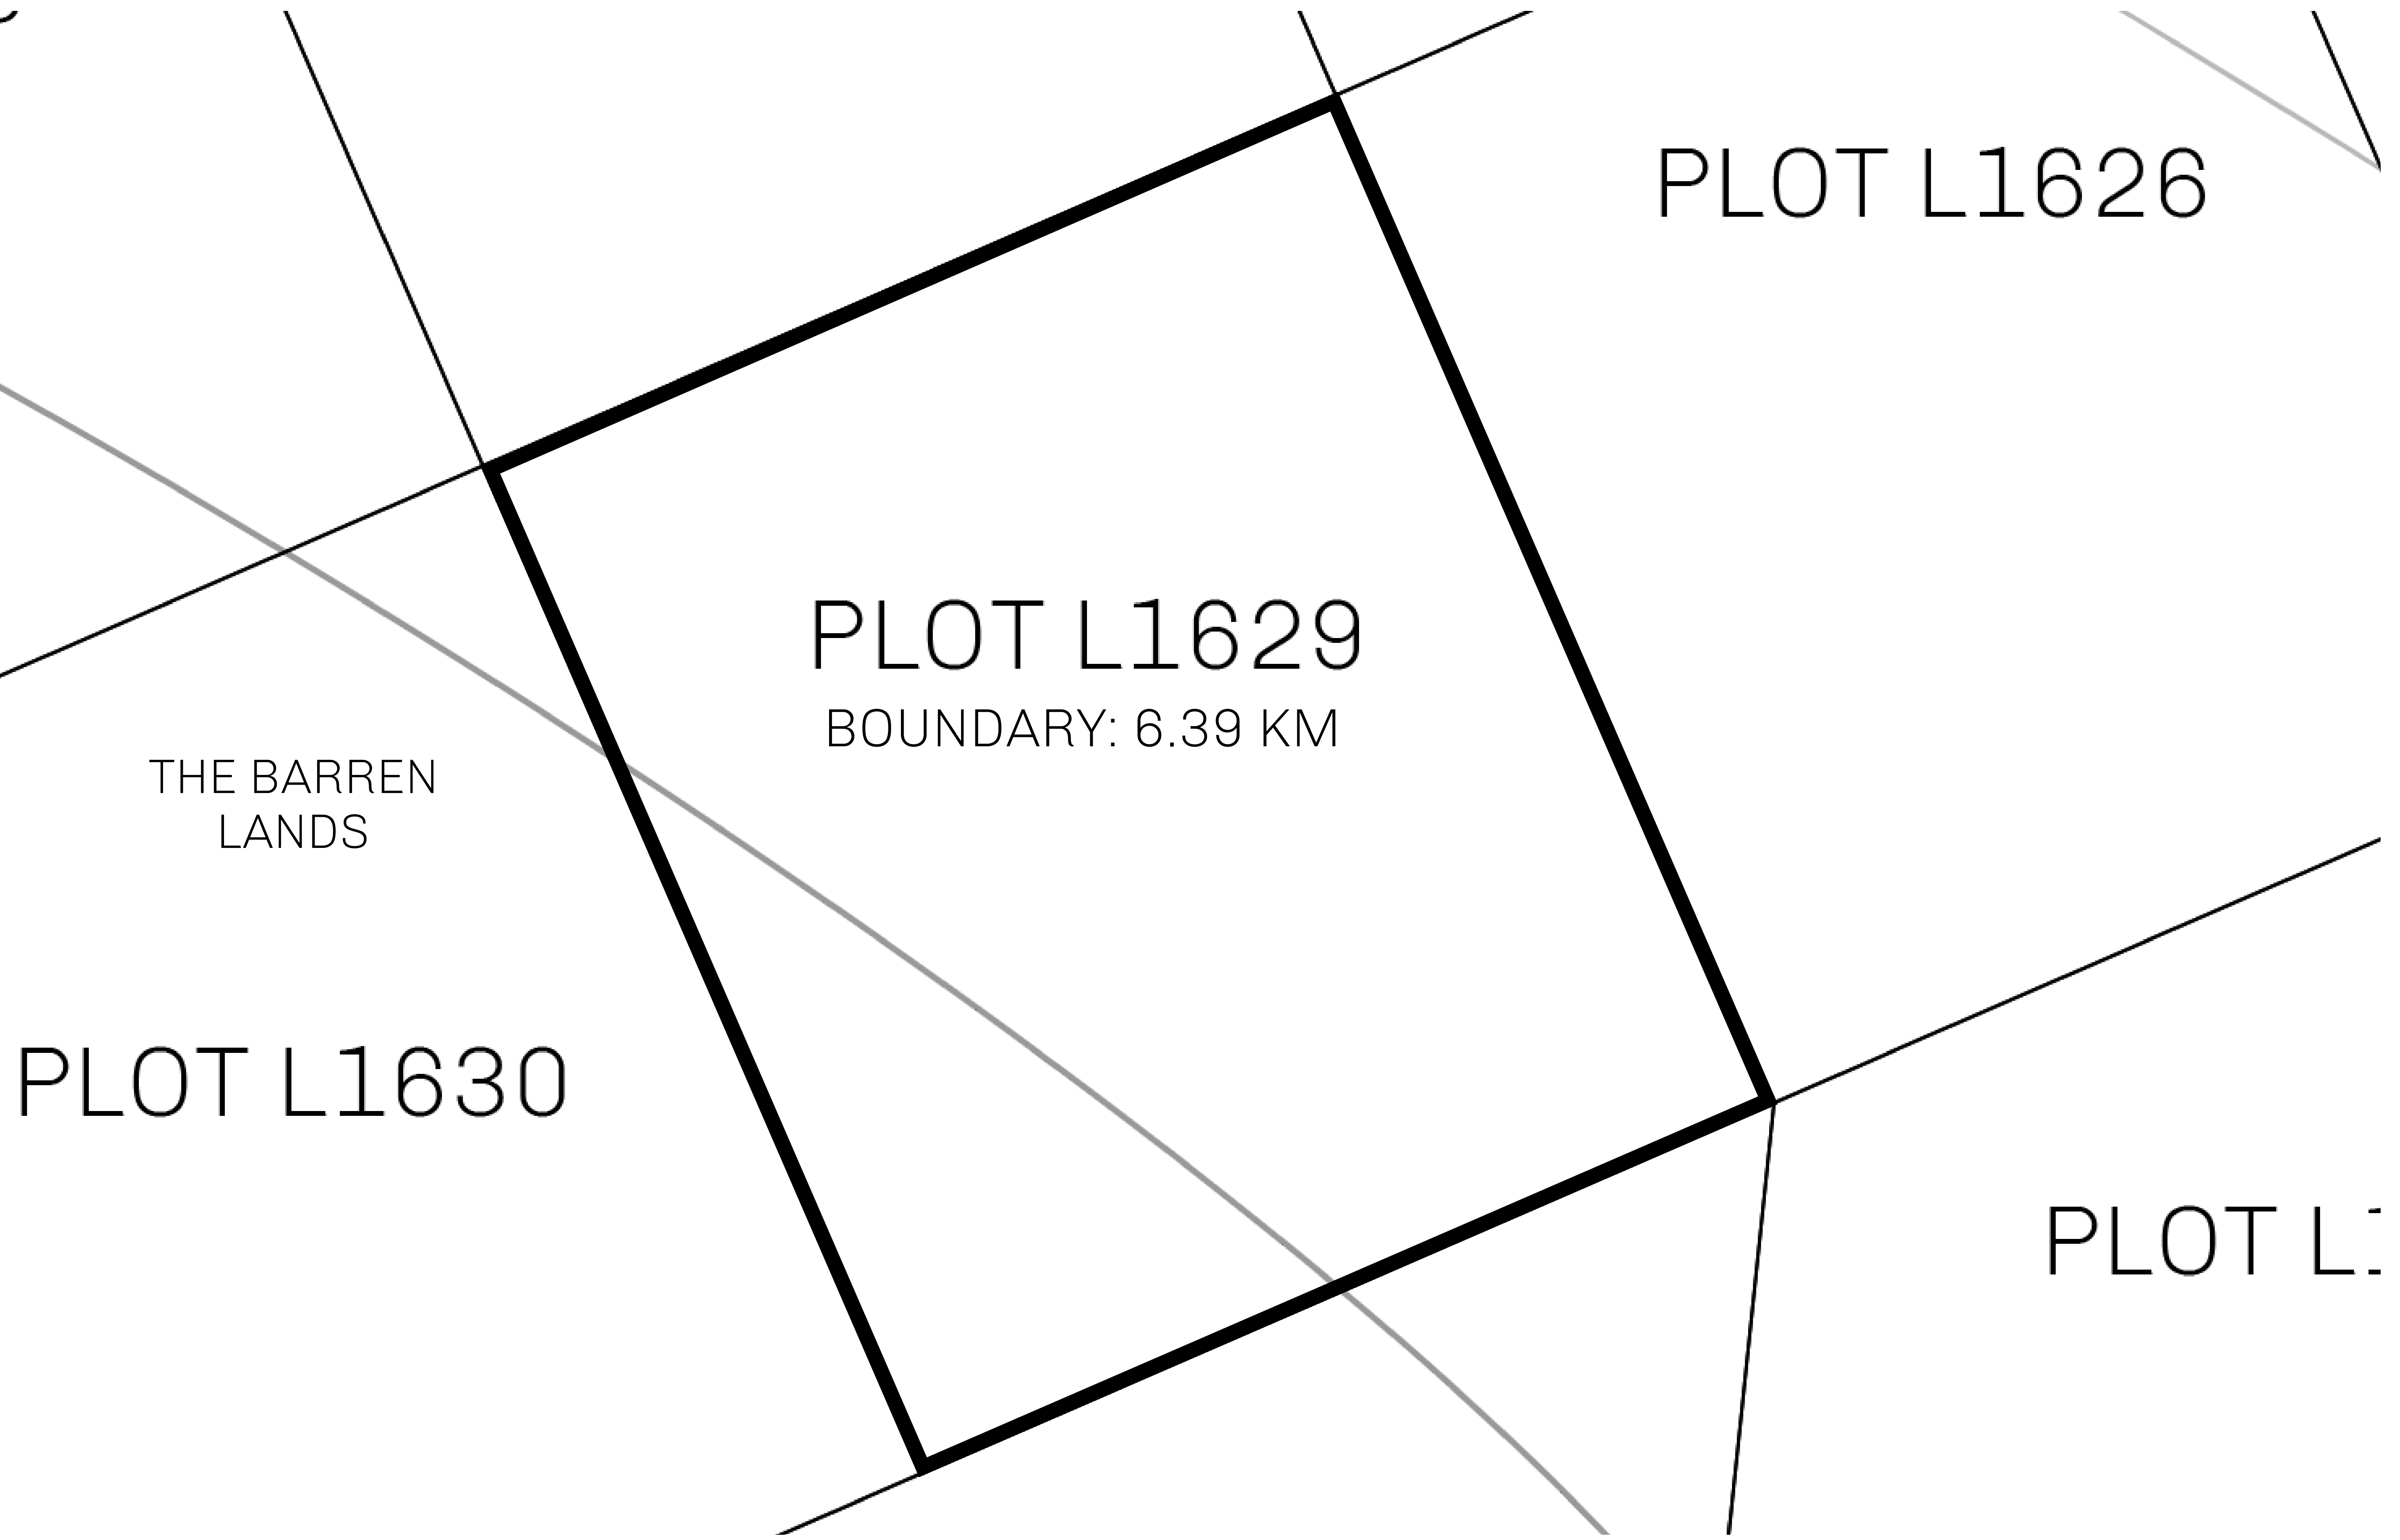 PLOT L1626
PLOT L1629
BOUNDARY: 6.39 KM
THE BARREN
LANDS
PLOT L1630
PLOT